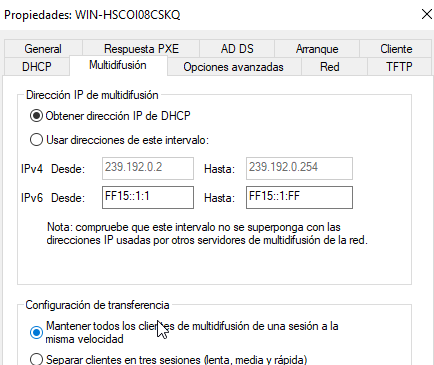 Propiedades: WIN-HSCOI08CSKQ
General Respuesta PXE AD DS Arranque Cliente
DHCP Multidifusión Opciones avanzadas Red TFTP
Dirección IP de multidifusión
Obtener dirección IP de DHCP
Usar direcciones de este intervalo:
IPv4 Desde: 239.192.0.2 Hasta: 239.192.0.254
IPv6 Desde: FF15::1:1 Hasta: FF15::1:FF
Nota: compruebe que este intervalo no se superponga con las
direcciones IP usadas por otros servidores de multidifusión de la red.
Configuración de transferencia
Mantener todos los clientes de multidifusión de una sesión a la
misma velocidad
Separar clientes en tres sesiones (lenta, media y rápida)